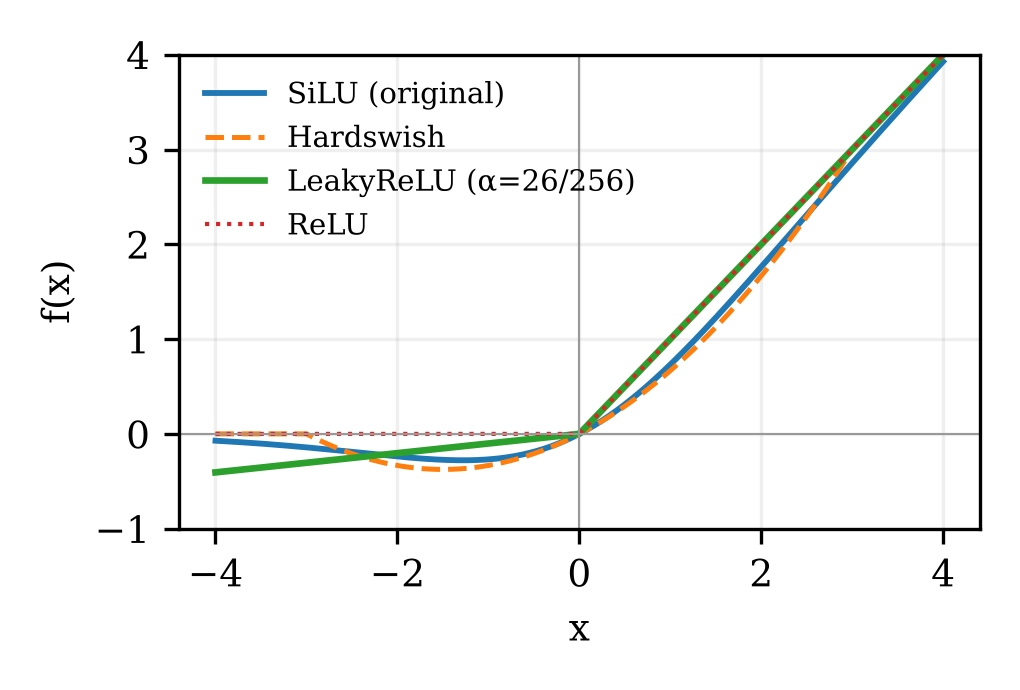 4
3
2
1
0
−1
f(x)
SiLU (original)
Hardswish
LeakyReLU (α=26/256)
ReLU
−4
−2
0
2
4
x